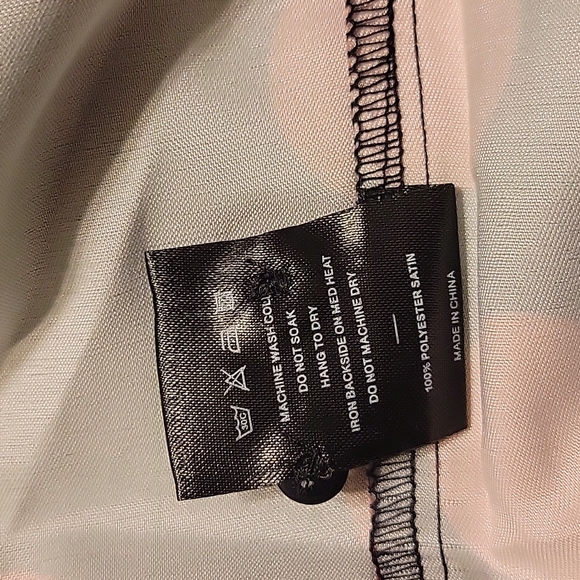 30C
MACHINE WASH COLD
DO NOT SOAK
HANG TO DRY
IRON BACKSIDE ON MED HEAT
DO NOT MACHINE DRY
100% POLYESTER SATIN
MADE IN CHINA